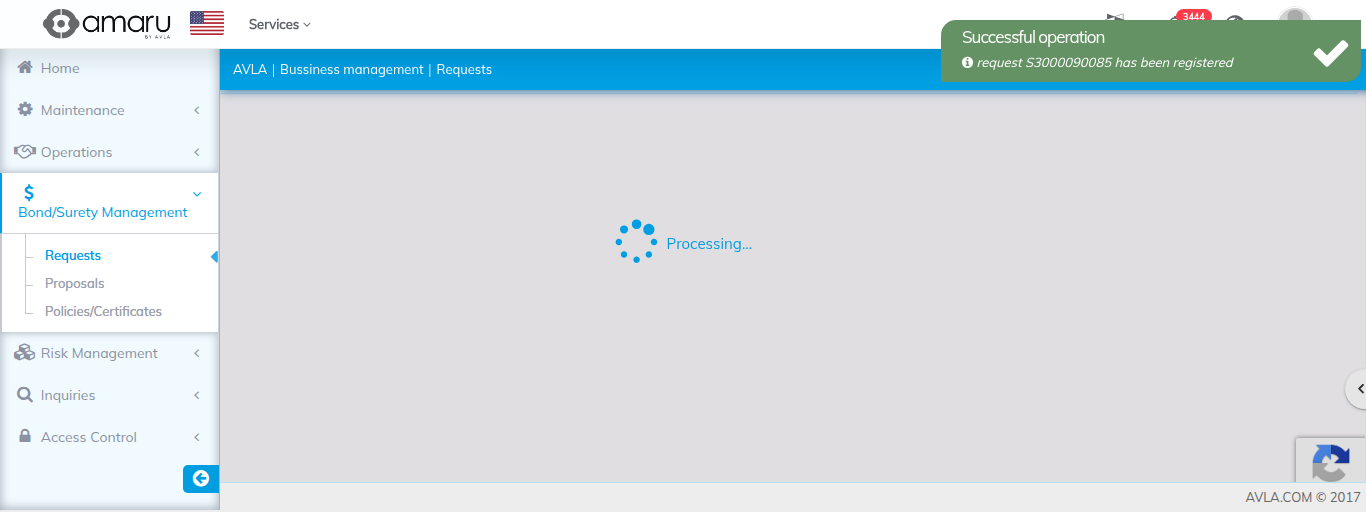 amaru
BY AVLA
Services
3444
Successful operation
request S3000090085 has been registered
AVLA | Bussiness management | Requests
Home
Maintenance
Operations
$
Bond/Surety Management
Requests
Proposals
Policies/Certificates
Risk Management
Inquiries
Access Control
Processing...
AVLA.COM © 2017